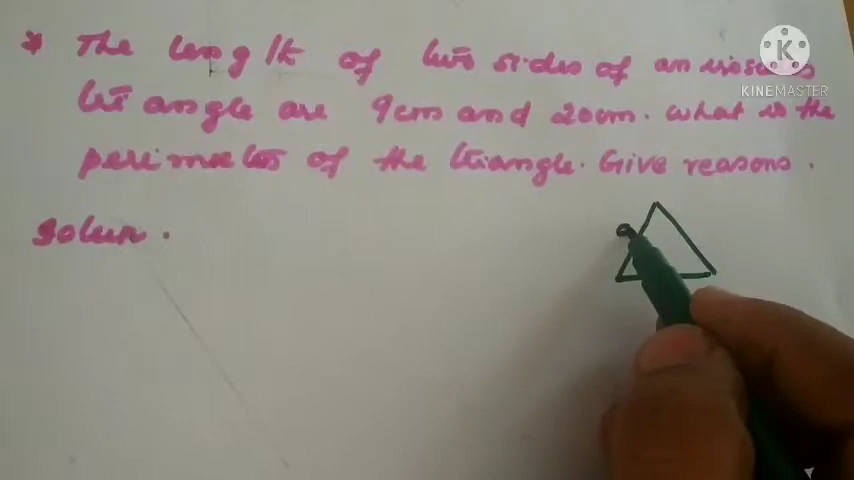 * The length of two sides of an isosceles
triangle are 9cm and 20cm. What is the
perimeter of the triangle. Give reasons.
Solun.
K
KINEMASTER